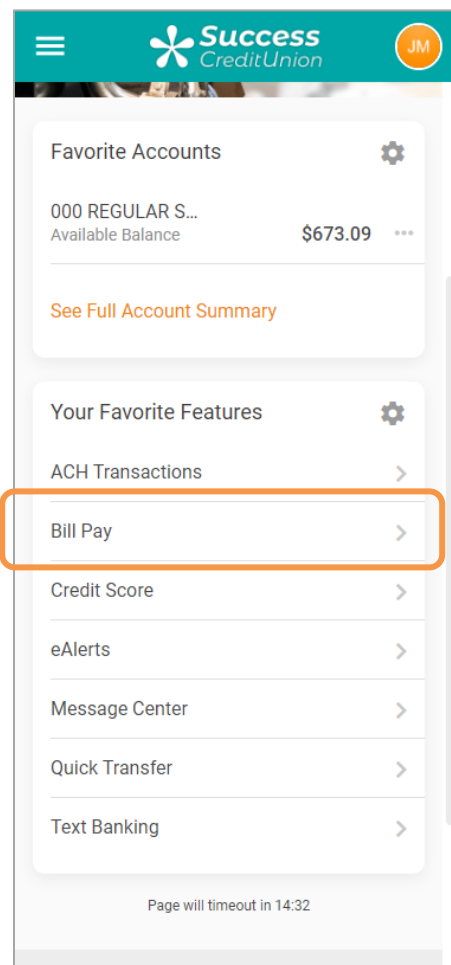 Success
CreditUnion
JM
Favorite Accounts
000 REGULAR S...
Available Balance
$673.09
See Full Account Summary
Your Favorite Features
ACH Transactions
Bill Pay
Credit Score
eAlerts
Message Center
Quick Transfer
Text Banking
Page will timeout in 14:32